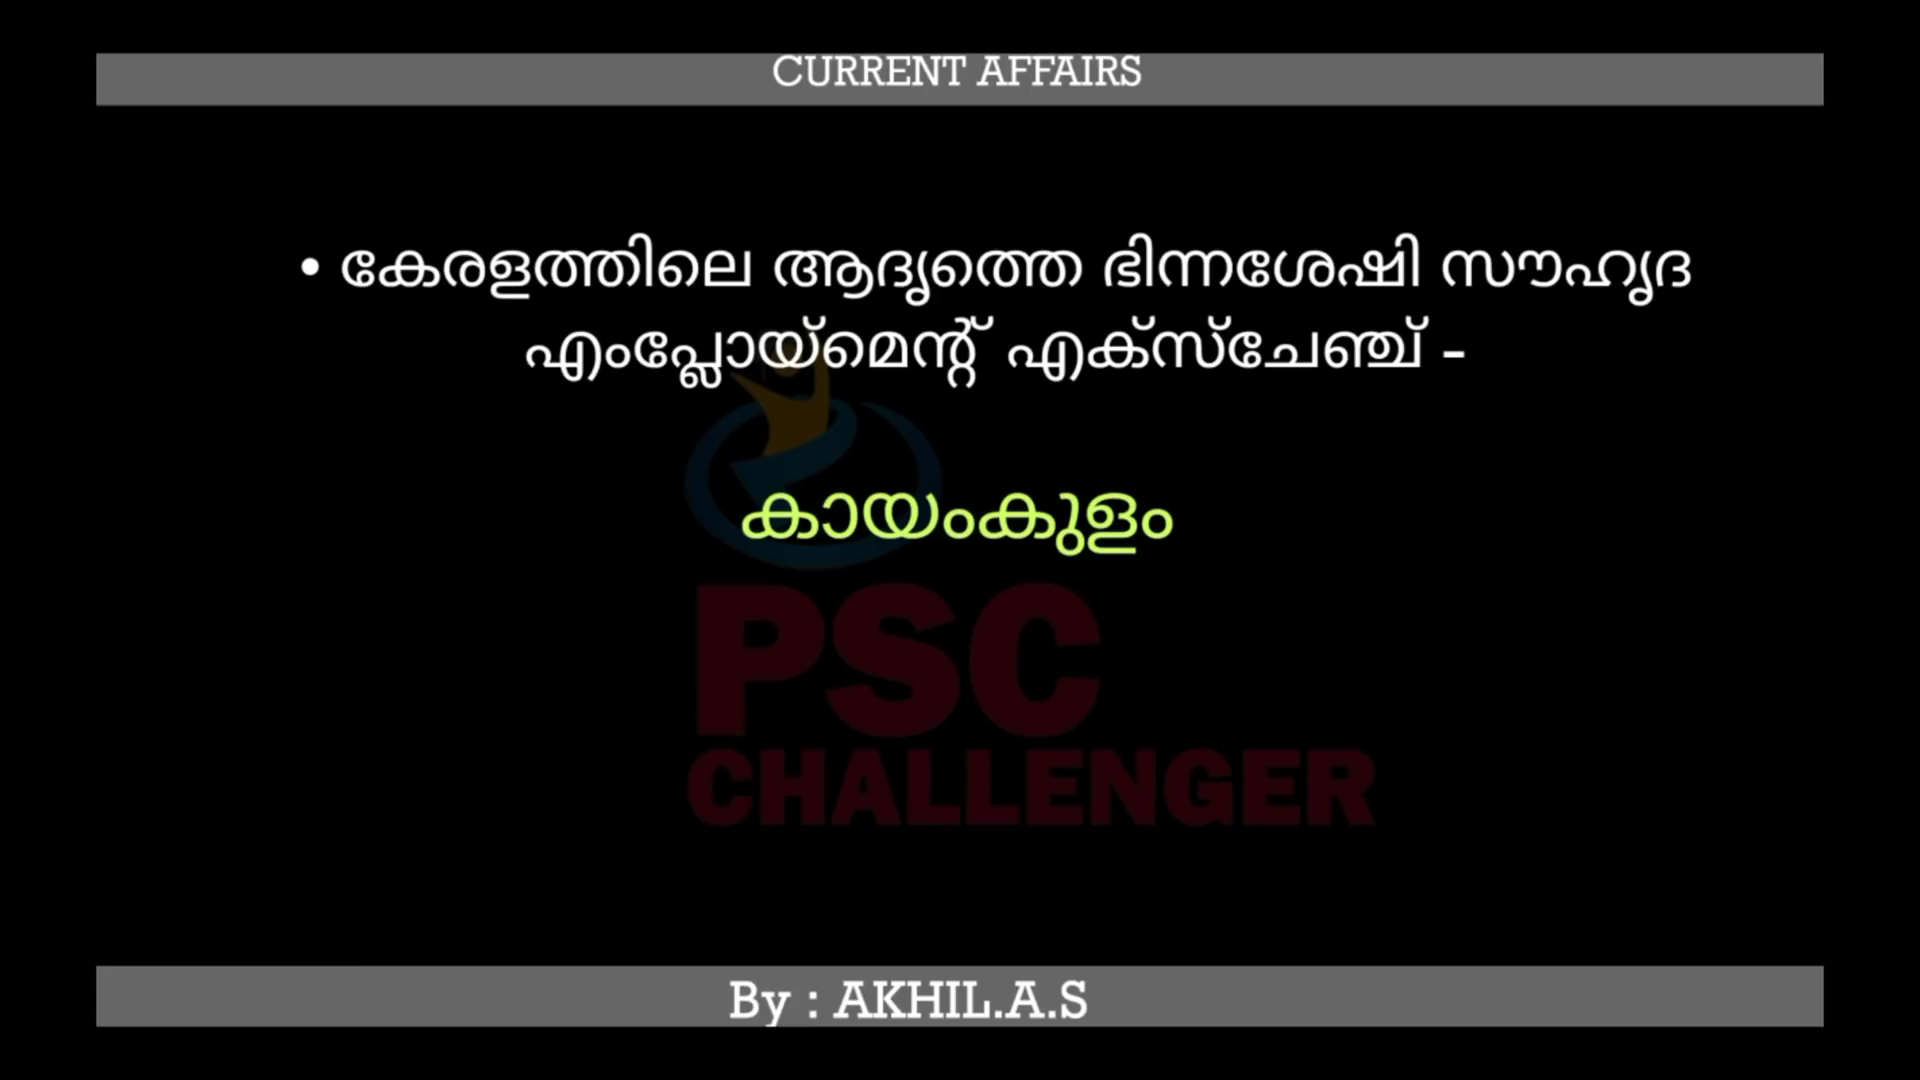 CURRENT AFFAIRS
• കേരളത്തിലെ ആദ്യത്തെ ഭിന്നശേഷി സൗഹൃദ
എംപ്ലോയ്മെന്റ് എക്സ്ചേഞ്ച് -
കായംകുളം
PSC
CHALLENGER
By : AKHIL.A.S